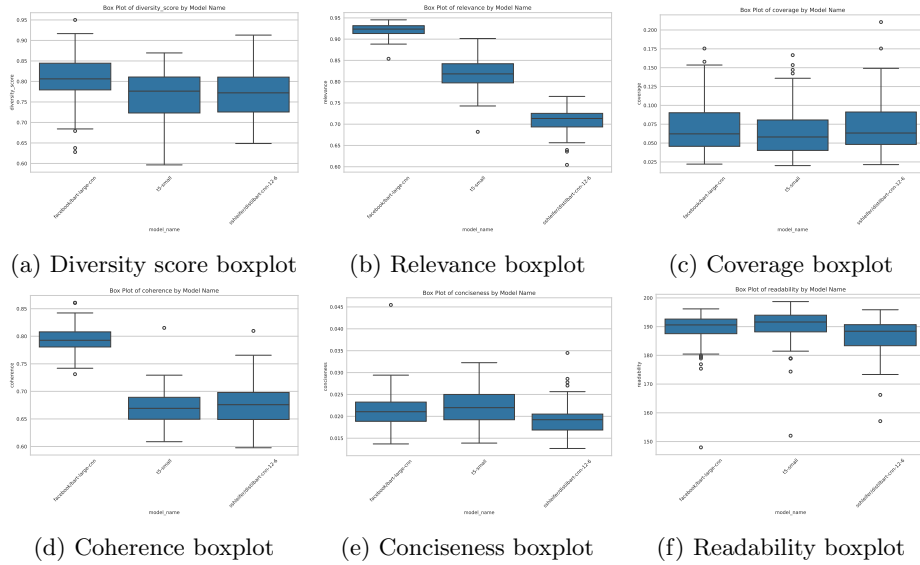 Box Plot of diversity_score by Model Name
diversity_score
0.95
0.90
0.85
0.80
0.75
0.70
0.65
0.60
facebook/bart-large-cnn
t5-small
sshleifer/distilbart-cnn-12-6
model_name
(a) Diversity score boxplot
Box Plot of relevance by Model Name
relevance
0.95
0.90
0.85
0.80
0.75
0.70
0.65
0.60
facebook/bart-large-cnn
t5-small
sshleifer/distilbart-cnn-12-6
model_name
(b) Relevance boxplot
Box Plot of coverage by Model Name
coverage
0.200
0.175
0.150
0.125
0.100
0.075
0.050
0.025
facebook/bart-large-cnn
t5-small
sshleifer/distilbart-cnn-12-6
model_name
(c) Coverage boxplot
Box Plot of coherence by Model Name
coherence
0.85
0.80
0.75
0.70
0.65
0.60
facebook/bart-large-cnn
t5-small
sshleifer/distilbart-cnn-12-6
model_name
(d) Coherence boxplot
Box Plot of conciseness by Model Name
conciseness
0.045
0.040
0.035
0.030
0.025
0.020
0.015
facebook/bart-large-cnn
t5-small
sshleifer/distilbart-cnn-12-6
model_name
(e) Conciseness boxplot
Box Plot of readability by Model Name
readability
200
190
180
170
160
150
facebook/bart-large-cnn
t5-small
sshleifer/distilbart-cnn-12-6
model_name
(f) Readability boxplot